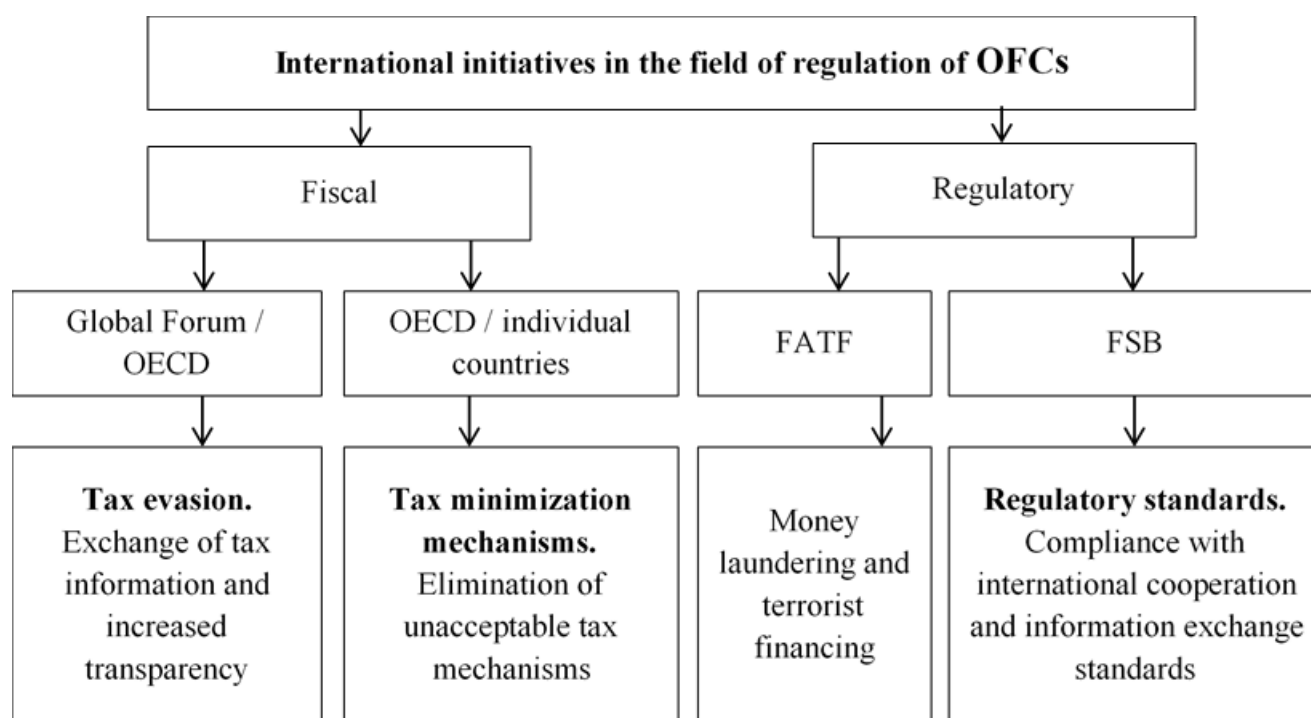 International initiatives in the field of regulation of OFCs
Fiscal
Regulatory
Global Forum /
OECD
OECD / individual
countries
FATF
FSB
Tax evasion.
Exchange of tax
information and
increased
transparency
Tax minimization
mechanisms.
Elimination of
unacceptable tax
mechanisms
Money
laundering and
terrorist
financing
Regulatory standards.
Compliance with
international cooperation
and information exchange
standards